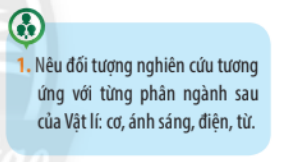 1. Nêu đối tượng nghiên cứu tương
ứng với từng phân ngành sau
của Vật lí: cơ, ánh sáng, điện, từ.